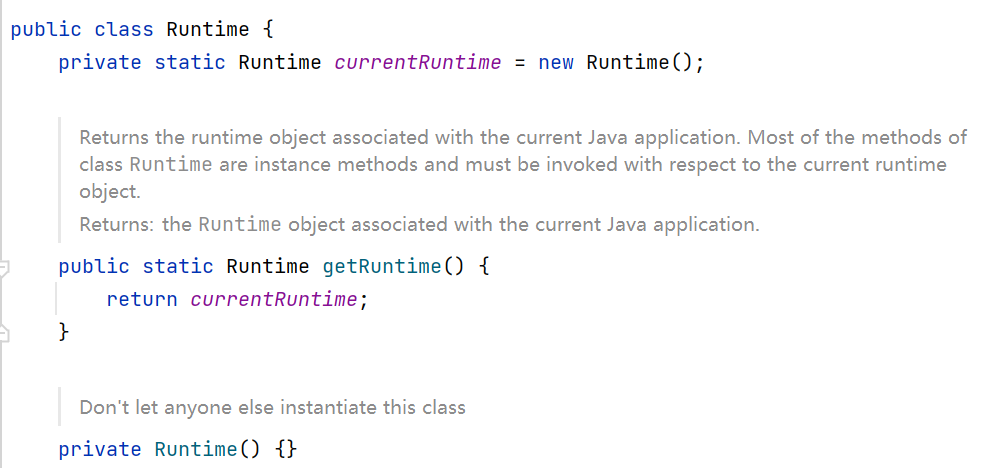 public class Runtime {
    private static Runtime currentRuntime = new Runtime();
Returns the runtime object associated with the current Java application. Most of the methods of
class Runtime are instance methods and must be invoked with respect to the current runtime
object.
Returns: the Runtime object associated with the current Java application.
    public static Runtime getRuntime() {
        return currentRuntime;
    }
Don't let anyone else instantiate this class
    private Runtime() {}